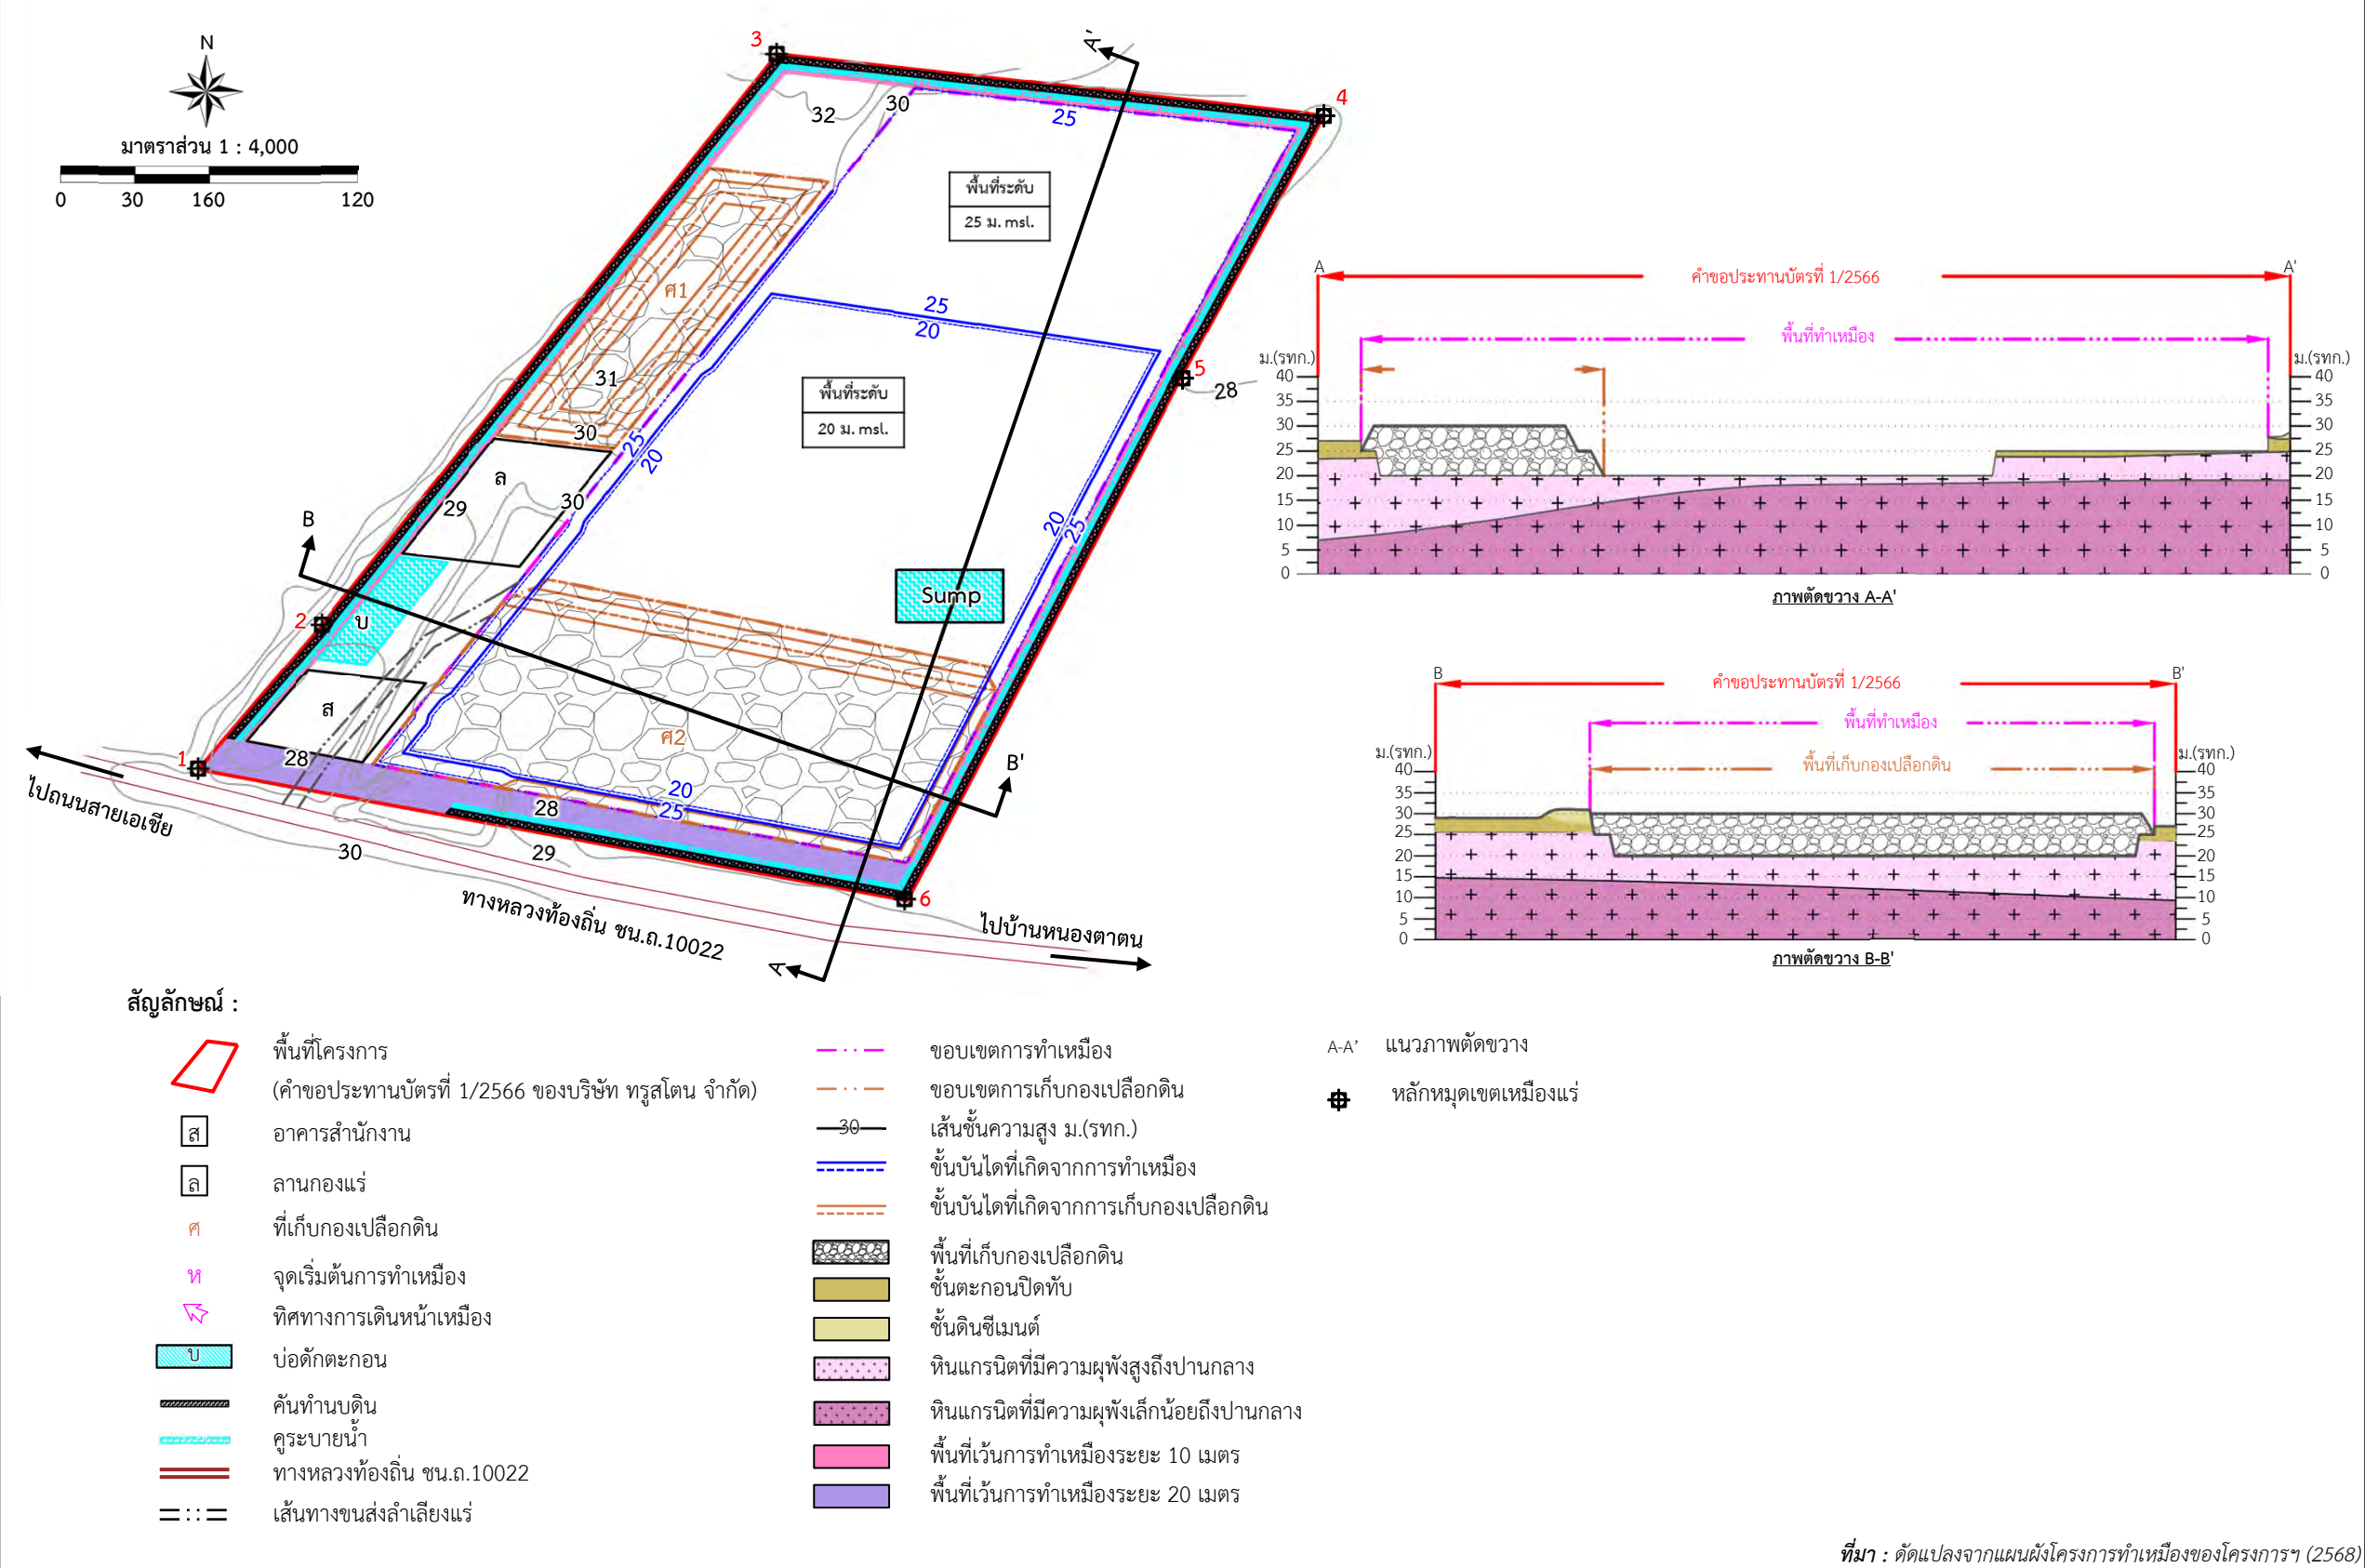 N
มาตราส่วน 1 : 4,000
0 30 160 120
3
A'
4
32
30
25
พื้นที่ระดับ
25 ม. msl.
ศ1
25
20
5
28
31
พื้นที่ระดับ
20 ม. msl.
30
25
20
ล
29
30
B
20
25
Sump
2
บ
ส
ศ2
B'
1
28
20
25
28
30
29
6
A
ไปถนนสายเอเชีย
ทางหลวงท้องถิ่น ชน.ถ.10022
ไปบ้านหนองตาตน
A A'
คำขอประทานบัตรที่ 1/2566
พื้นที่ทำเหมือง
ม.(รทก.) ม.(รทก.)
40 40
35 35
30 30
25 25
20 20
15 15
10 10
5 5
0 0
ภาพตัดขวาง A-A'
B B'
คำขอประทานบัตรที่ 1/2566
พื้นที่ทำเหมือง
ม.(รทก.) ม.(รทก.)
พื้นที่เก็บกองเปลือกดิน
40 40
35 35
30 30
25 25
20 20
15 15
10 10
5 5
0 0
ภาพตัดขวาง B-B'
สัญลักษณ์ :
พื้นที่โครงการ
(คำขอประทานบัตรที่ 1/2566 ของบริษัท ทรูสโตน จำกัด)
ส อาคารสำนักงาน
ล ลานกองแร่
ศ ที่เก็บกองเปลือกดิน
ห จุดเริ่มต้นการทำเหมือง
ทิศทางการเดินหน้าเหมือง
บ บ่อดักตะกอน
คันทำนบดิน
คูระบายน้ำ
ทางหลวงท้องถิ่น ชน.ถ.10022
เส้นทางขนส่งลำเลียงแร่
ขอบเขตการทำเหมือง
ขอบเขตการเก็บกองเปลือกดิน
30 เส้นชั้นความสูง ม.(รทก.)
ขั้นบันไดที่เกิดจากการทำเหมือง
ขั้นบันไดที่เกิดจากการเก็บกองเปลือกดิน
พื้นที่เก็บกองเปลือกดิน
ชั้นตะกอนปิดทับ
ชั้นดินซีเมนต์
หินแกรนิตที่มีความผุพังสูงถึงปานกลาง
หินแกรนิตที่มีความผุพังเล็กน้อยถึงปานกลาง
พื้นที่เว้นการทำเหมืองระยะ 10 เมตร
พื้นที่เว้นการทำเหมืองระยะ 20 เมตร
A-A' แนวภาพตัดขวาง
หลักหมุดเขตเหมืองแร่
ที่มา : ดัดแปลงจากแผนผังโครงการทำเหมืองของโครงการฯ (2568)